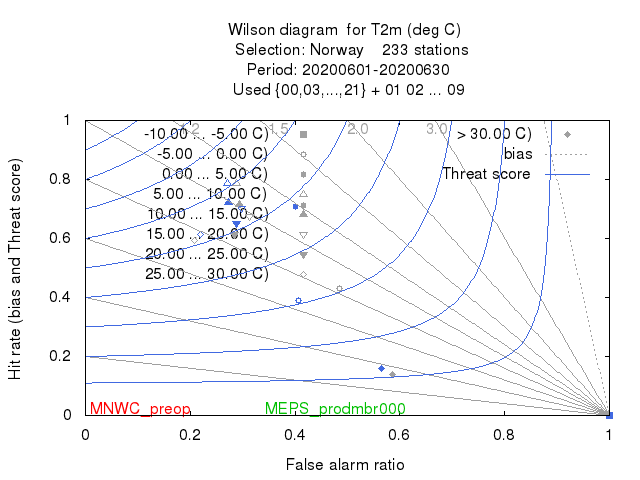 Wilson diagram  for T2m (deg C)
Selection: Norway    233 stations
Period: 20200601-20200630
Used {00,03,...,21} + 01 02 ... 09
1.5
2.0
3.0
-10.00 ... -5.00 C)
-5.00 ... 0.00 C)
0.00 ... 5.00 C)
5.00 ... 10.00 C)
10.00 ... 15.00 C)
15.00 ... 20.00 C)
20.00 ... 25.00 C)
25.00 ... 30.00 C)
> 30.00 C)
bias
Threat score
Hit rate (bias and Threat score)
1
0.8
0.6
0.4
0.2
0
MNWC_preop
MEPS_prodmbr000
0 0.2 0.4 0.6 0.8 1
False alarm ratio